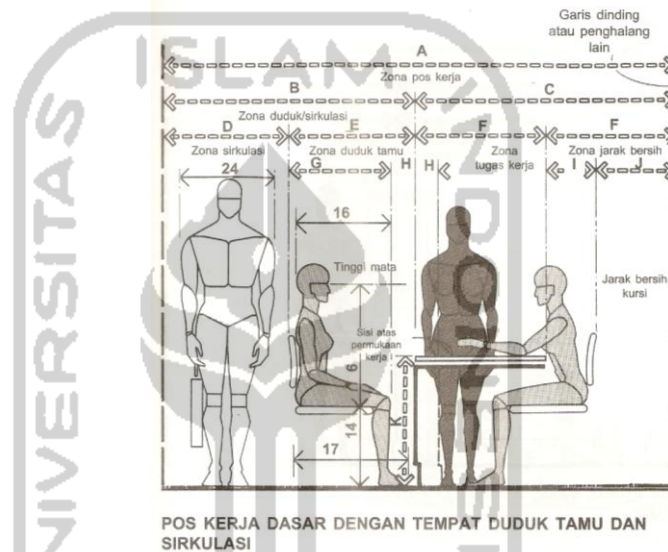 Garis dinding
atau penghalang
lain
A
Zona pos kerja
B
C
Zona duduk/sirkulasi
D
E
F
F
Zona sirkulasi
Zona duduk tamu
Zona
tugas kerja
Zona jarak bersih
24
G
H
H
I
J
16
Tinggi mata
Jarak bersih
kursi
Sisi atas
permukaan
kerja
6
14
K
17
POS KERJA DASAR DENGAN TEMPAT DUDUK TAMU DAN
SIRKULASI
ISLAM
UNIVERSITAS